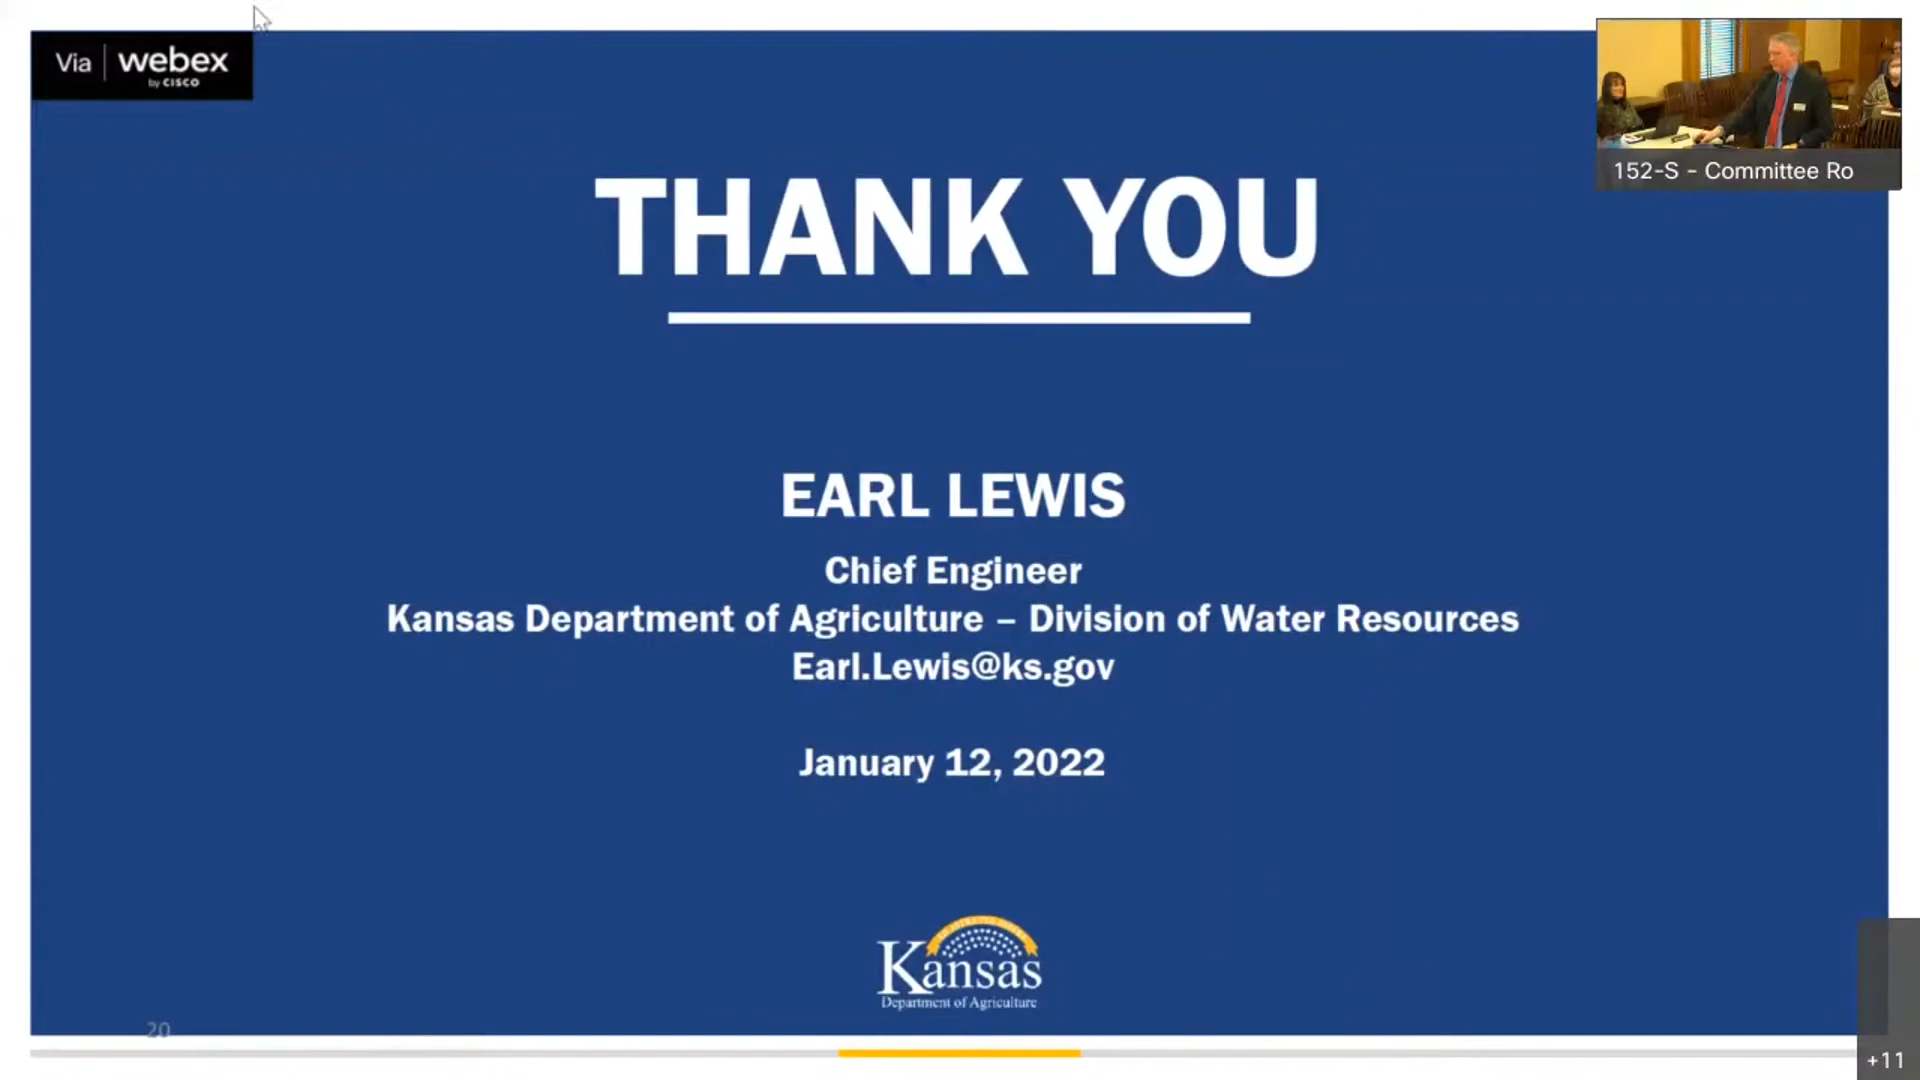 Via webex
by CISCO
152-S - Committee Ro
THANK YOU
EARL LEWIS
Chief Engineer
Kansas Department of Agriculture – Division of Water Resources
Earl.Lewis@ks.gov
January 12, 2022
Kansas
Department of Agriculture
20
+11